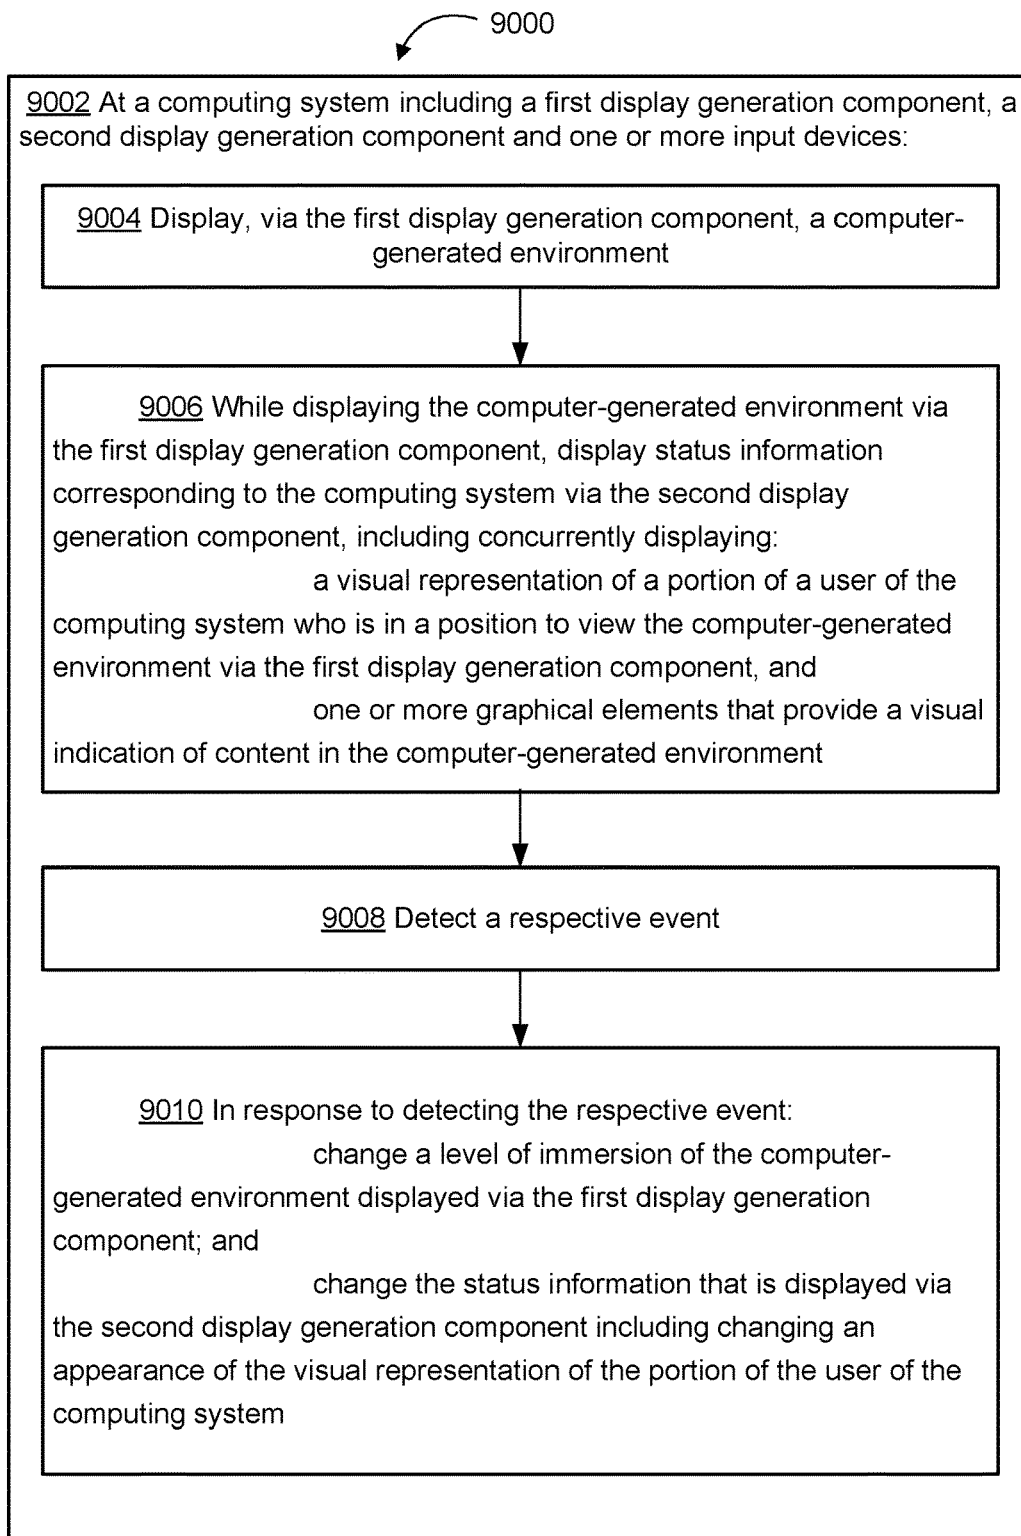 9000
9002 At a computing system including a first display generation component, a
second display generation component and one or more input devices:
9004 Display, via the first display generation component, a computer-
generated environment
9006 While displaying the computer-generated environment via
the first display generation component, display status information
corresponding to the computing system via the second display
generation component, including concurrently displaying:
a visual representation of a portion of a user of the
computing system who is in a position to view the computer-generated
environment via the first display generation component, and
one or more graphical elements that provide a visual
indication of content in the computer-generated environment
9008 Detect a respective event
9010 In response to detecting the respective event:
change a level of immersion of the computer-
generated environment displayed via the first display generation
component; and
change the status information that is displayed via
the second display generation component including changing an
appearance of the visual representation of the portion of the user of the
computing system